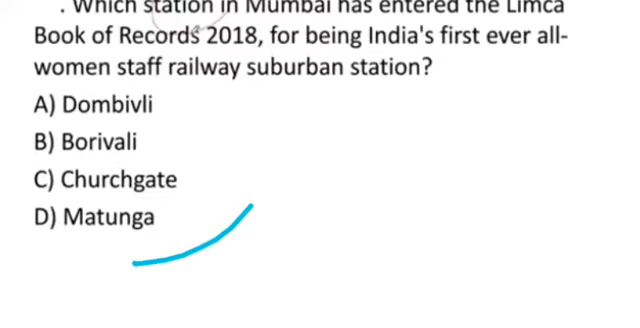 . Which station in Mumbai has entered the Limca
Book of Records 2018, for being India's first ever all-
women staff railway suburban station?
A) Dombivli
B) Borivali
C) Churchgate
D) Matunga